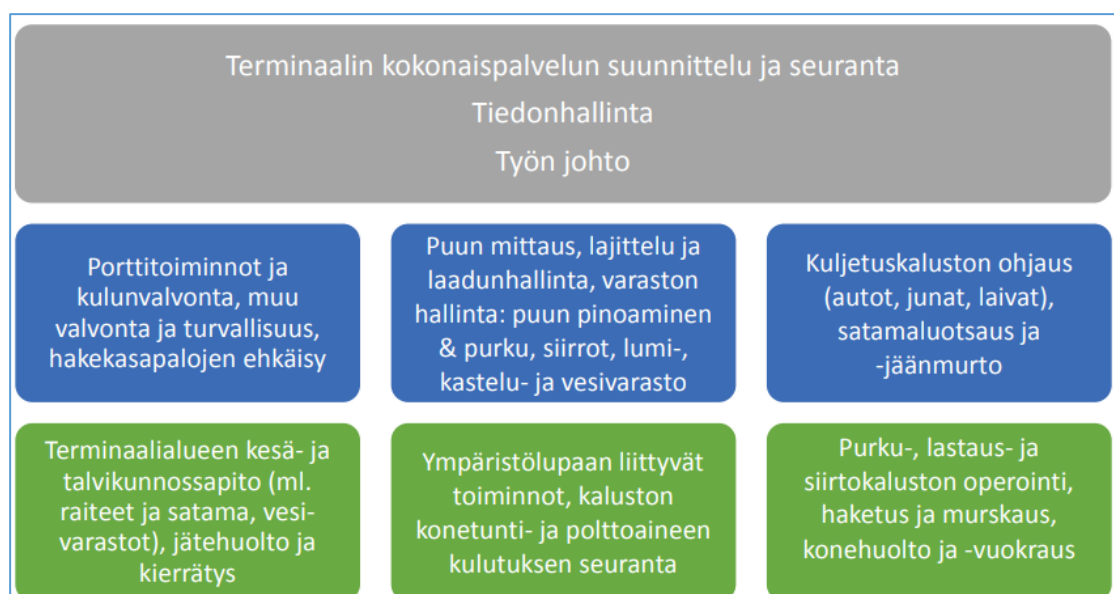 Terminaalin kokonaispalvelun suunnittelu ja seuranta
Tiedonhallinta
Työn johto
Porttitoiminnot ja
kulunvalvonta, muu
valvonta ja turvallisuus,
hakekasapalojen ehkäisy
Puun mittaus, lajittelu ja
laadunhallinta, varaston
hallinta: puun pinoaminen
& purku, siirrot, lumi-,
kastelu- ja vesivarasto
Kuljetuskaluston ohjaus
(autot, junat, laivat),
satamaluotsaus ja
-jäänmurto
Terminaalialueen kesä- ja
talvikunnossapito (ml.
raiteet ja satama, vesi-
varastot), jätehuolto ja
kierrätys
Ympäristölupaan liittyvät
toiminnot, kaluston
konetunti- ja polttoaineen
kulutuksen seuranta
Purku-, lastaus- ja
siirtokaluston operointi,
haketus ja murskaus,
konehuolto ja -vuokraus